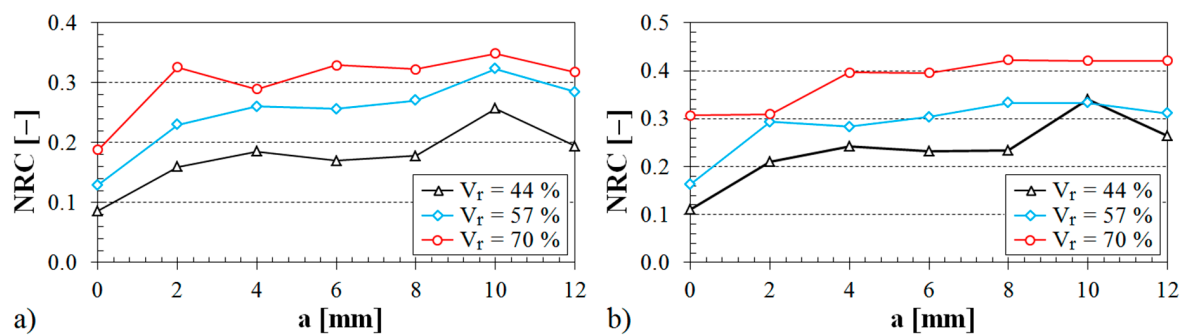 0.4
0.3
0.2
0.1
0.0
NRC [–]
0 2 4 6 8 10 12
a [mm]
Vr = 44 %
Vr = 57 %
Vr = 70 %
a)
0.5
0.4
0.3
0.2
0.1
0.0
NRC [–]
0 2 4 6 8 10 12
a [mm]
Vr = 44 %
Vr = 57 %
Vr = 70 %
b)